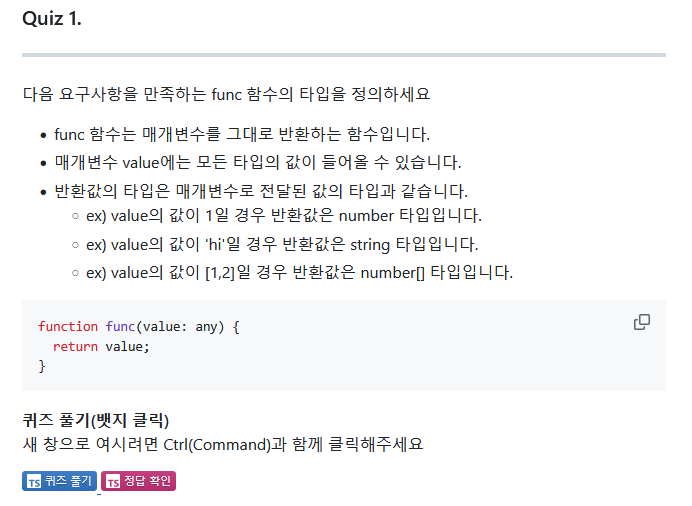 Quiz 1.
다음 요구사항을 만족하는 func 함수의 타입을 정의하세요
• func 함수는 매개변수를 그대로 반환하는 함수입니다.
• 매개변수 value에는 모든 타입의 값이 들어올 수 있습니다.
• 반환값의 타입은 매개변수로 전달된 값의 타입과 같습니다.
○ ex) value의 값이 1일 경우 반환값은 number 타입입니다.
○ ex) value의 값이 'hi'일 경우 반환값은 string 타입입니다.
○ ex) value의 값이 [1,2]일 경우 반환값은 number[] 타입입니다.
function func(value: any) {
  return value;
}
퀴즈 풀기(뱃지 클릭)
새 창으로 여시려면 Ctrl(Command)과 함께 클릭해주세요
TS 퀴즈 풀기 TS 정답 확인